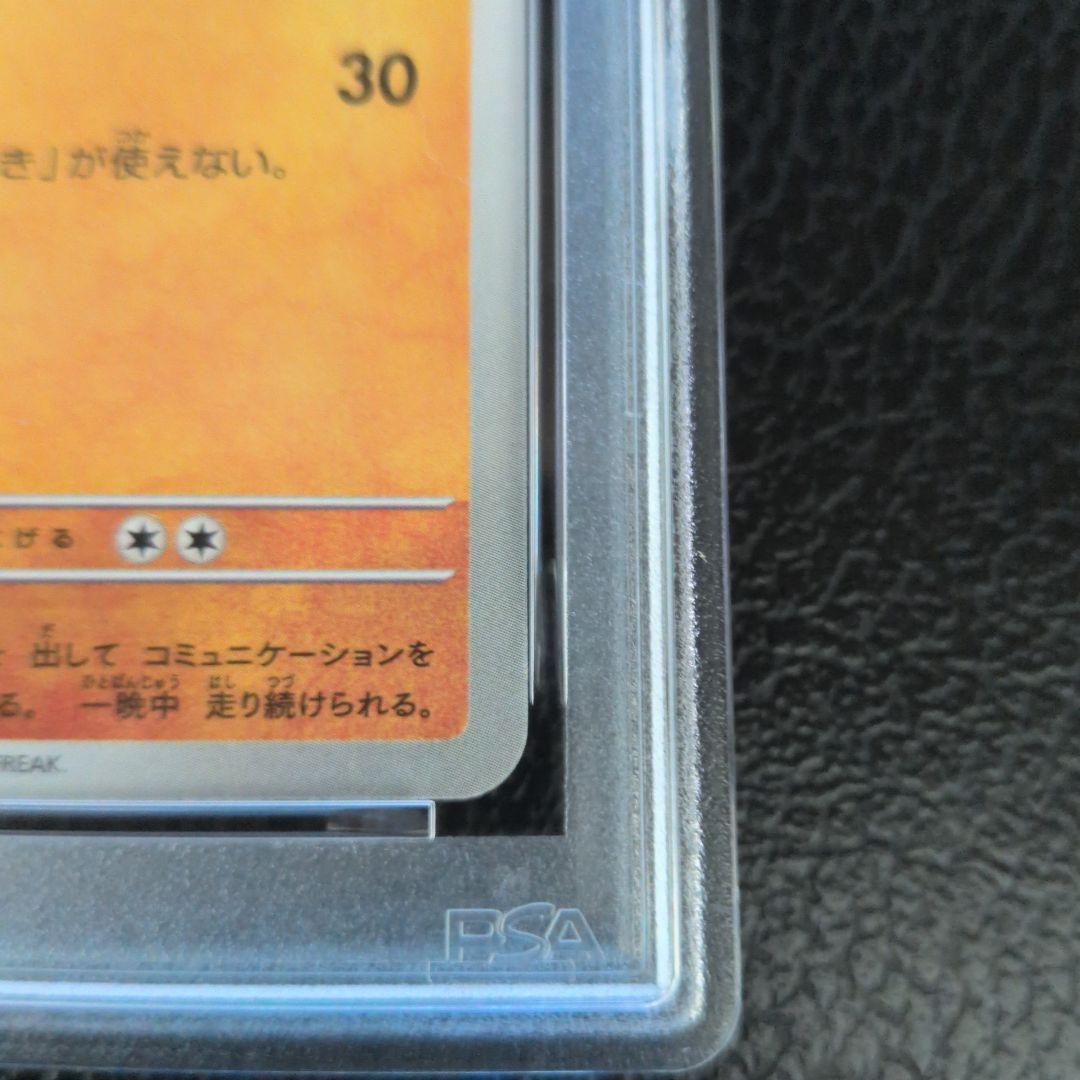 30
き」が使えない。
げる
出して コミュニケーションを
る。 一晩中 走り続けられる。
FREAK.
PSA